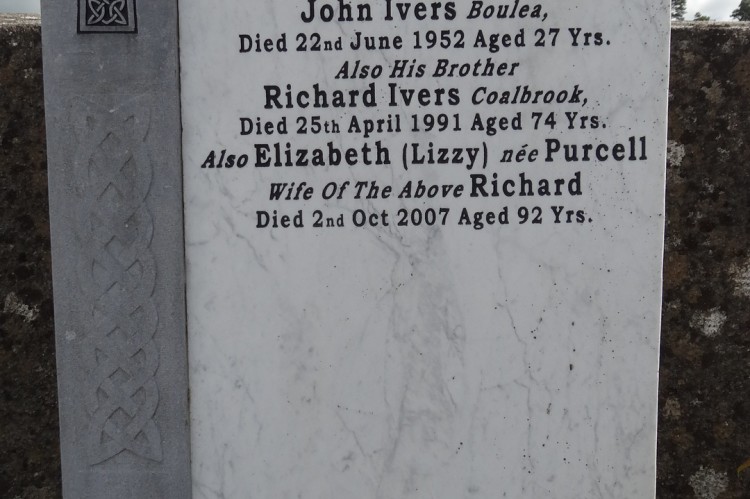 John Ivers Boulea,
Died 22nd June 1952 Aged 27 Yrs.
Also His Brother
Richard Ivers Coalbrook,
Died 25th April 1991 Aged 74 Yrs.
Also Elizabeth (Lizzy) née Purcell
Wife Of The Above Richard
Died 2nd Oct 2007 Aged 92 Yrs.